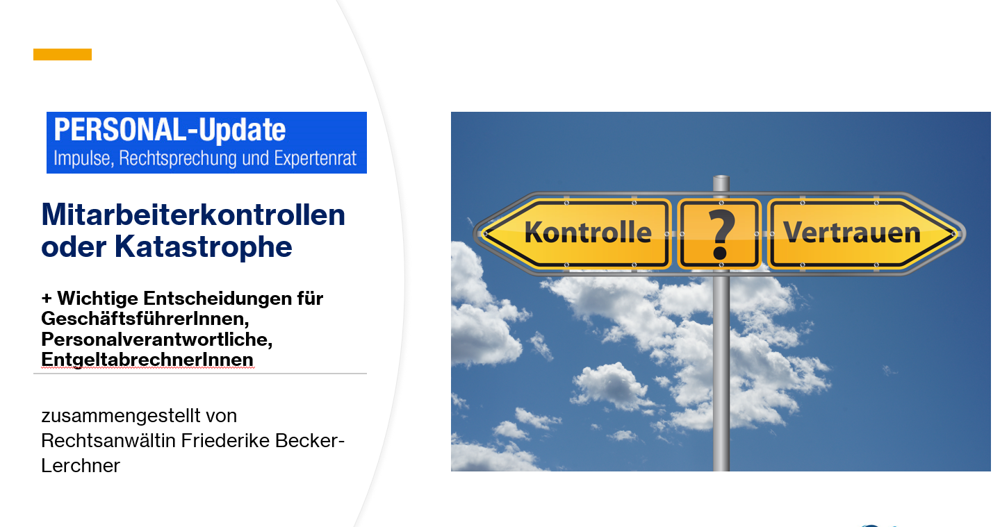 PERSONAL-Update
Impulse, Rechtsprechung und Expertenrat
Mitarbeiterkontrollen
oder Katastrophe
+ Wichtige Entscheidungen für
GeschäftsführerInnen,
Personalverantwortliche,
EntgeltabrechnerInnen
zusammengestellt von
Rechtsanwältin Friederike Becker-
Lerchner
Kontrolle ? Vertrauen